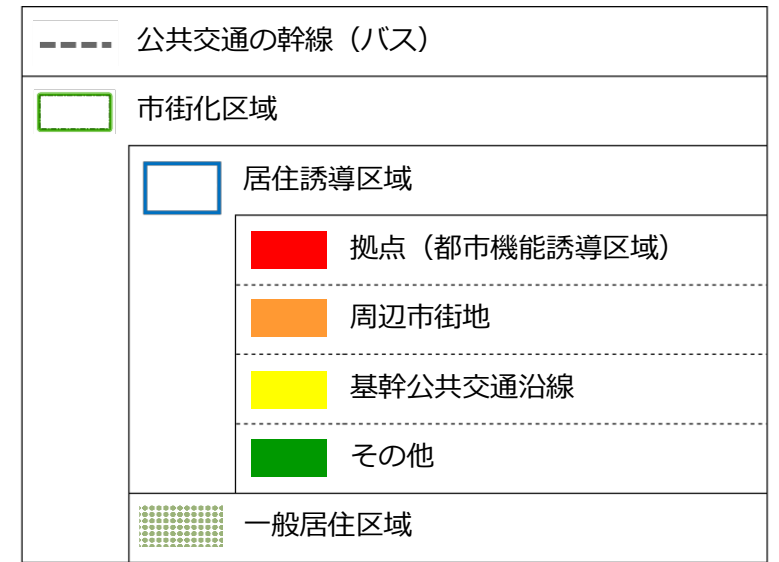 公共交通の幹線（バス）
市街化区域
居住誘導区域
拠点（都市機能誘導区域）
周辺市街地
基幹公共交通沿線
その他
一般居住区域